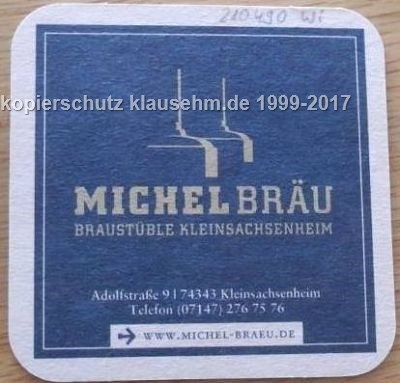 210490 Wi
kopierschutz klausehm.de 1999-2017
MICHELBRÄU
BRAUSTÜBLE KLEINSACHSENHEIM
Adolfstraße 9 | 74343 Kleinsachsenheim
Telefon (07147) 276 75 76
WWW.MICHEL-BRAEU.DE